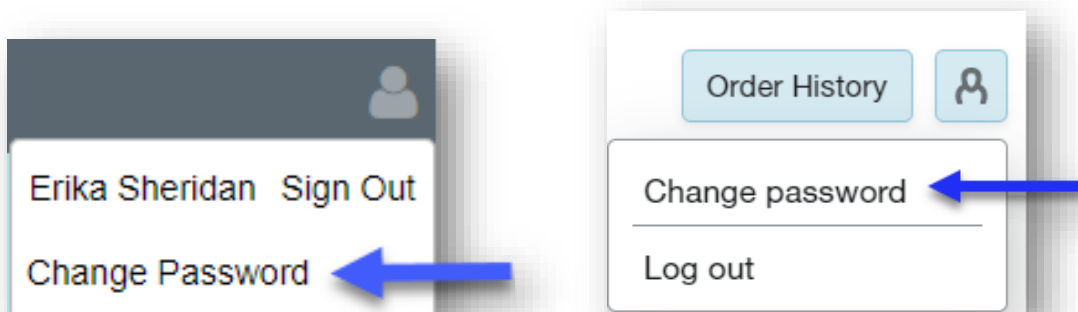 Erika Sheridan Sign Out
Change Password
Order History
Change password
Log out